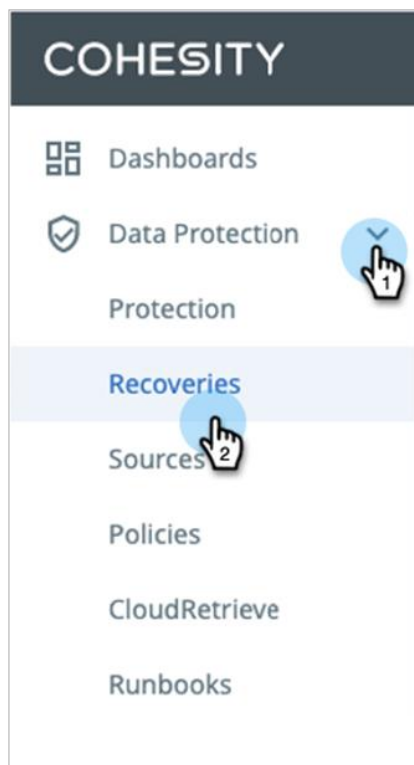 COHESITY
Dashboards
Data Protection
1
Protection
Recoveries
2
Sources
Policies
CloudRetrieve
Runbooks